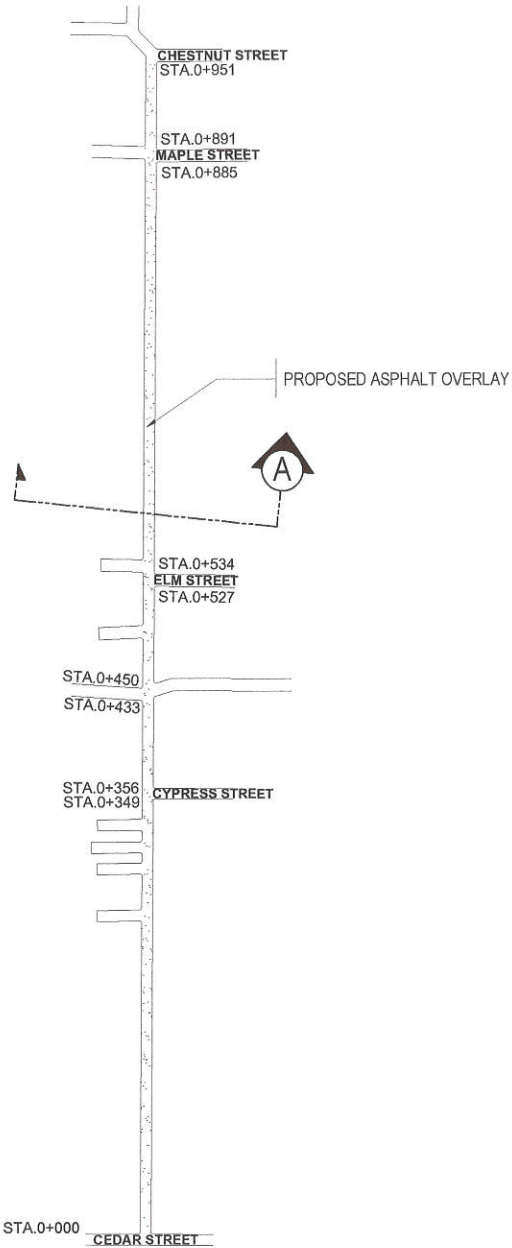 CHESTNUT STREET
STA.0+951
STA.0+891
MAPLE STREET
STA.0+885
PROPOSED ASPHALT OVERLAY
A
STA.0+534
ELM STREET
STA.0+527
STA.0+450
STA.0+433
STA.0+356
CYPRESS STREET
STA.0+349
STA.0+000
CEDAR STREET